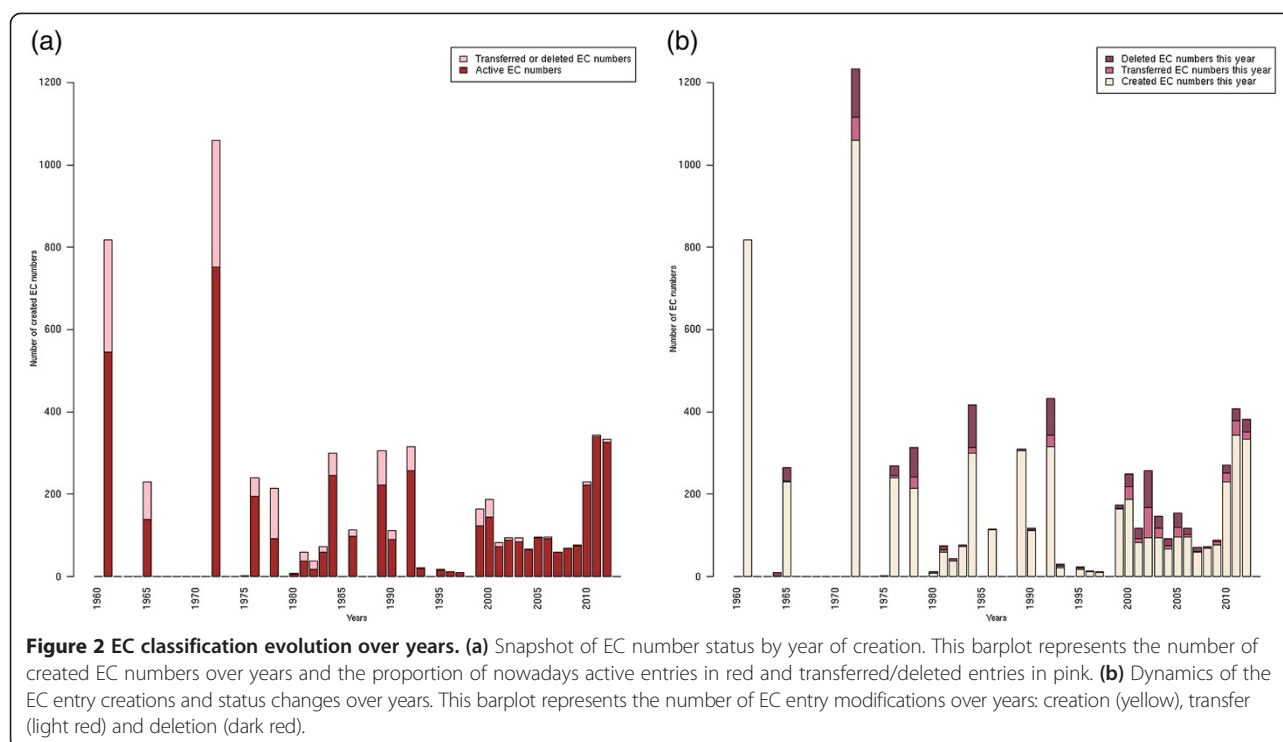 (a)
Transferred or deleted EC numbers
Active EC numbers
1200
1000
800
600
400
200
0
Number of created EC numbers
1960
1965
1970
1975
1980
1985
1990
1995
2000
2005
2010
Years
(b)
Deleted EC numbers this year
Transferred EC numbers this year
Created EC numbers this year
1200
1000
800
600
400
200
0
Number of EC numbers
1960
1965
1970
1975
1980
1985
1990
1995
2000
2005
2010
Years
Figure 2 EC classification evolution over years. (a) Snapshot of EC number status by year of creation. This barplot represents the number of
created EC numbers over years and the proportion of nowadays active entries in red and transferred/deleted entries in pink. (b) Dynamics of the
EC entry creations and status changes over years. This barplot represents the number of EC entry modifications over years: creation (yellow), transfer
(light red) and deletion (dark red).